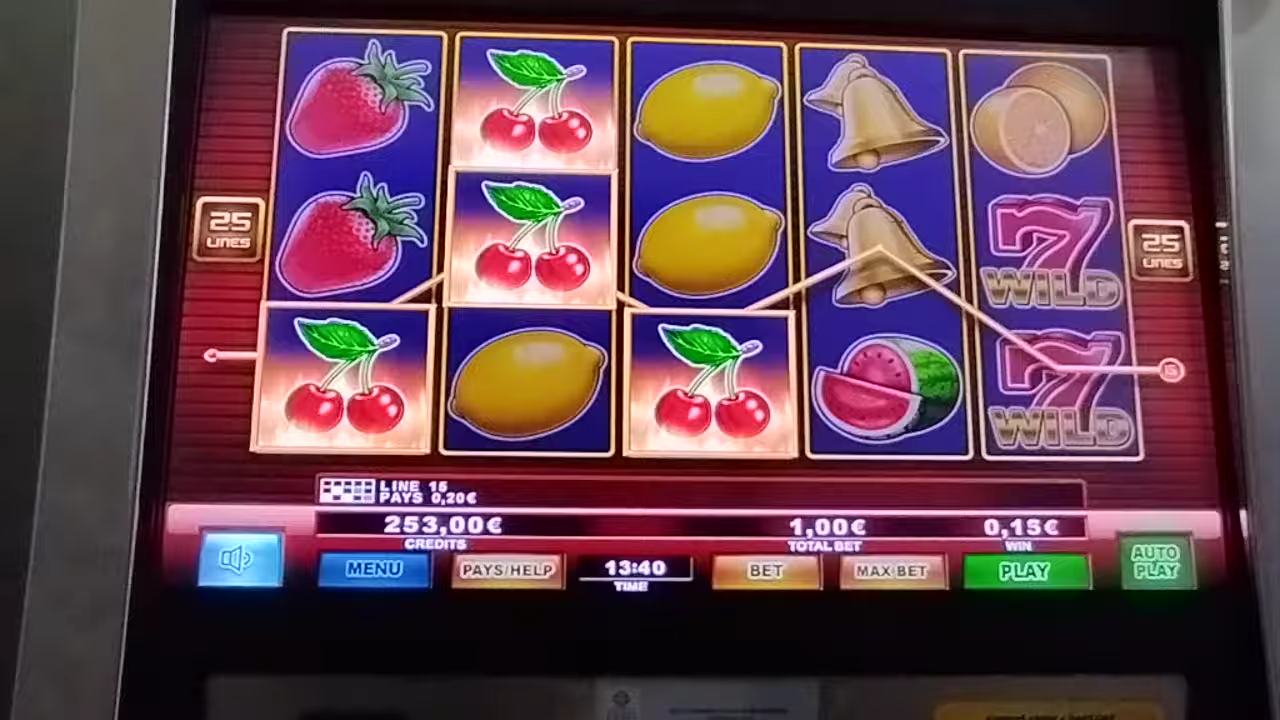 25
LINES
25
LINES
WILD
WILD
15
LINE 15
PAYS 0,20€
253,00€
1,00€
0,15€
CREDITS
TOTAL BET
WIN
MENU
PAYS/HELP
13:40
TIME
BET
MAX BET
PLAY
AUTO
PLAY